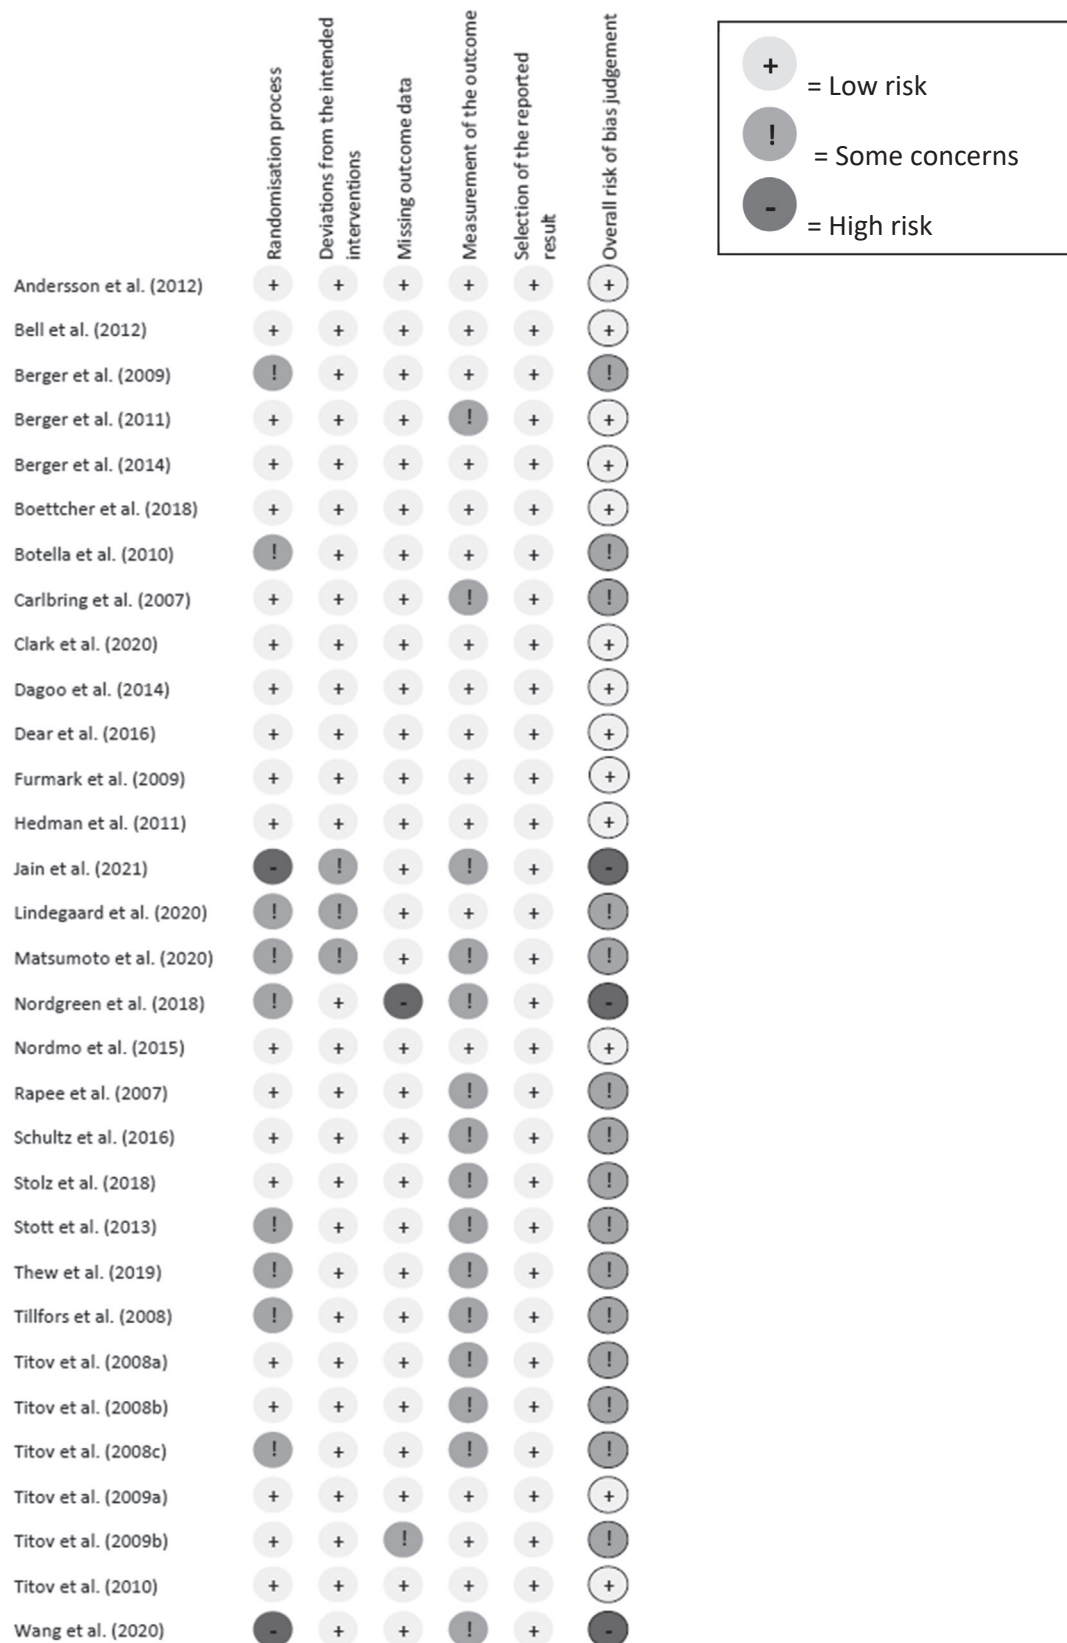 Randomisation process
Deviations from the intended
interventions
Missing outcome data
Measurement of the outcome
Selection of the reported
result
Overall risk of bias judgement
+ = Low risk
! = Some concerns
- = High risk
Andersson et al. (2012) + + + + + +
Bell et al. (2012) + + + + + +
Berger et al. (2009) ! + + + + !
Berger et al. (2011) + + + ! + +
Berger et al. (2014) + + + + + +
Boettcher et al. (2018) + + + + + +
Botella et al. (2010) ! + + + + !
Carlbring et al. (2007) + + + ! + !
Clark et al. (2020) + + + + + +
Dagoo et al. (2014) + + + + + +
Dear et al. (2016) + + + + + +
Furmark et al. (2009) + + + + + +
Hedman et al. (2011) + + + + + +
Jain et al. (2021) - ! + ! + -
Lindegaard et al. (2020) ! ! + + + !
Matsumoto et al. (2020) ! ! + ! + !
Nordgreen et al. (2018) ! + - ! + -
Nordmo et al. (2015) + + + + + +
Rapee et al. (2007) + + + ! + !
Schultz et al. (2016) + + + ! + !
Stolz et al. (2018) + + + ! + !
Stott et al. (2013) ! + + ! + !
Thew et al. (2019) ! + + ! + !
Tillfors et al. (2008) ! + + ! + !
Titov et al. (2008a) + + + ! + !
Titov et al. (2008b) + + + ! + !
Titov et al. (2008c) ! + + ! + !
Titov et al. (2009a) + + + + + +
Titov et al. (2009b) + + ! + + !
Titov et al. (2010) + + + + + +
Wang et al. (2020) - + + ! + -